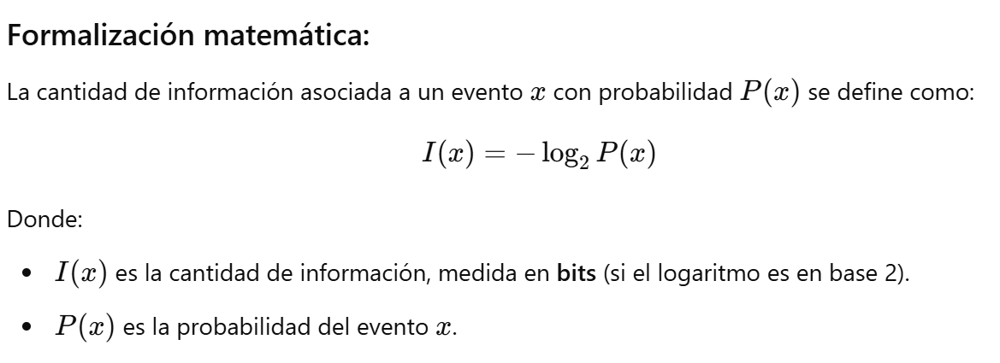 Formalización matemática:
La cantidad de información asociada a un evento x con probabilidad P(x) se define como:
I(x) = − log₂ P(x)
Donde:
• I(x) es la cantidad de información, medida en bits (si el logaritmo es en base 2).
• P(x) es la probabilidad del evento x.